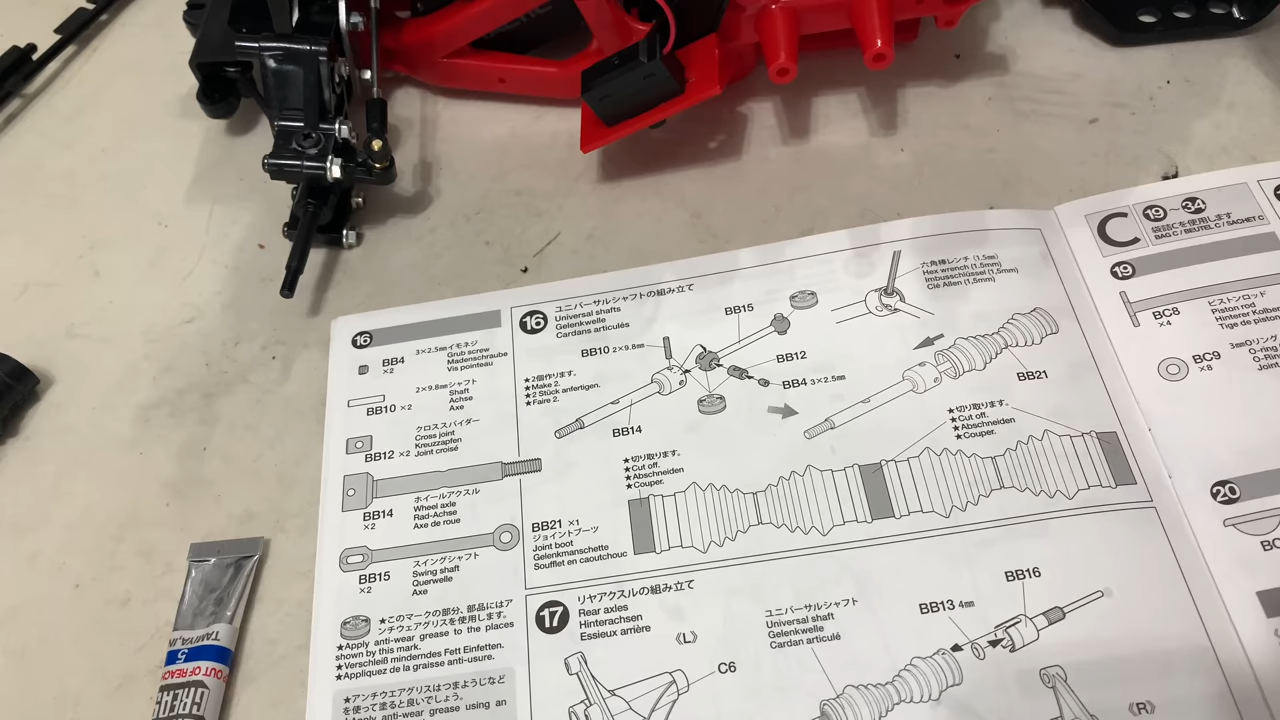 16
BB4
×2
3×2.5mmイモネジ
Grub screw
Madenschraube
Vis pointeau
BB10 ×2
2×9.8mmシャフト
Shaft
Achse
Axe
BB12 ×2
クロススパイダー
Cross joint
Kreuzzapfen
Joint croisé
BB14
×2
ホイールアクスル
Wheel axle
Rad-Achse
Axe de roue
BB15
×2
スイングシャフト
Swing shaft
Querwelle
Axe
★このマークの部分、部品にはア
ンチウェアグリスを使用します。
★Apply anti-wear grease to the places
shown by this mark.
★Verschleiß minderndes Fett Einfetten.
★Appliquez de la graisse anti-usure.
★アンチウェアグリスはつまようじなど
を使って塗ると良いでしょう。
Apply anti-wear grease using an
16
ユニバーサルシャフトの組み立て
Universal shafts
Gelenkwelle
Cardans articulés
★2個作ります。
★Make 2.
★2 Stück anfertigen.
★Faire 2.
BB10 2×9.8mm
BB15
BB12
BB4 3×2.5mm
BB14
六角棒レンチ (1.5mm)
Hex wrench (1.5mm)
Imbusschlüssel (1,5mm)
Clé Allen (1,5mm)
BB21
★切り取ります。
★Cut off.
★Abschneiden
★Couper.
★切り取ります。
★Cut off.
★Abschneiden
★Couper.
BB21 ×1
ジョイントブーツ
Joint boot
Gelenkmanschette
Soufflet en caoutchouc
17
リヤアクスルの組み立て
Rear axles
Hinterachsen
Essieux arrière
《L》
C6
ユニバーサルシャフト
Universal shaft
Gelenkwelle
Cardan articulé
BB13 4mm
BB16
《R》
C
19～34
袋詰Cを使用します
BAG C / BEUTEL C / SACHET C
19
BC8
×4
ピストンロッド
Piston rod
Hinterer Kolben
Tige de piston
BC9
×8
3mmOリング
O-ring
O-Ring
Joint
20
TAMIYA, IN
5
OUT OF REACH
GREAS